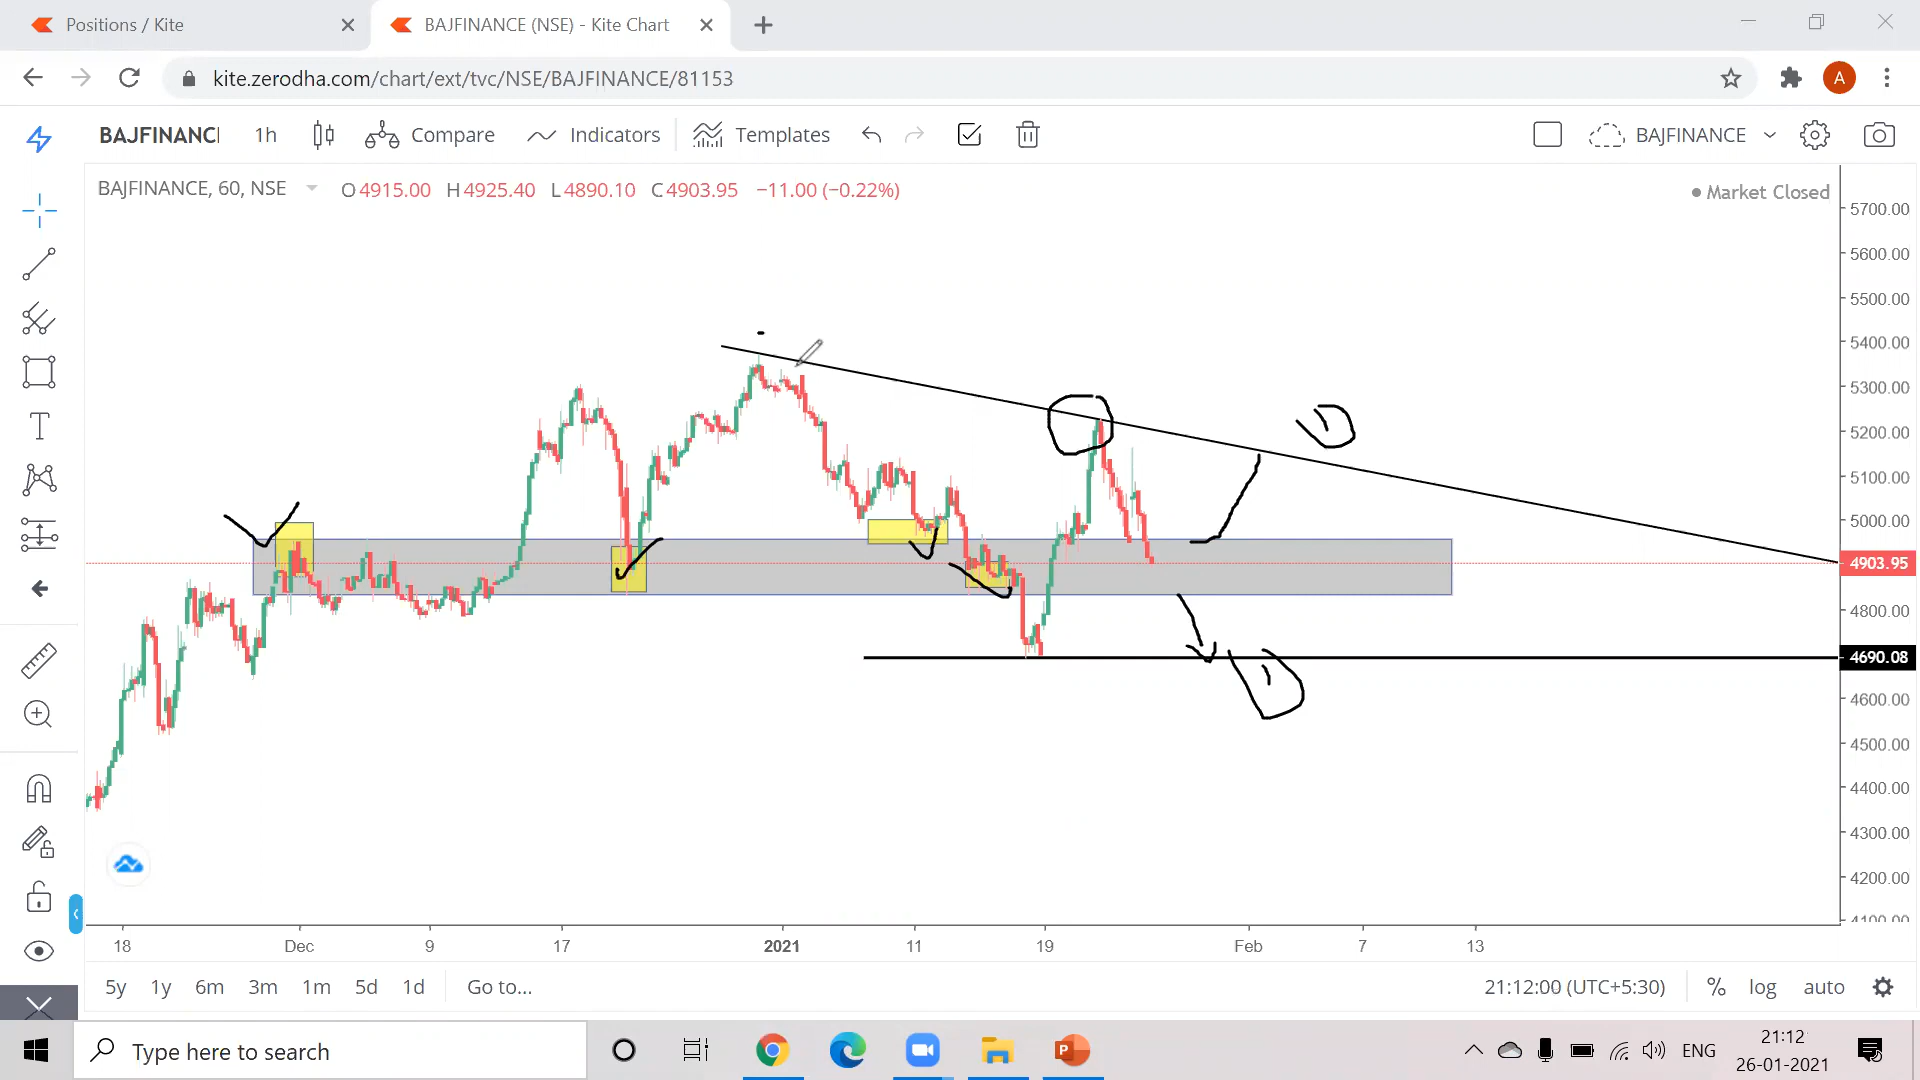 Positions / Kite
BAJFINANCE (NSE) - Kite Chart
kite.zerodha.com/chart/ext/tvc/NSE/BAJFINANCE/81153
A
BAJFINANC
1h
Compare
Indicators
Templates
BAJFINANCE
BAJFINANCE, 60, NSE
O4915.00 H4925.40 L4890.10 C4903.95 −11.00 (−0.22%)
Market Closed
5700.00
5600.00
5500.00
5400.00
5300.00
5200.00
5100.00
5000.00
4903.95
4800.00
4690.08
4600.00
4500.00
4400.00
4300.00
4200.00
4100.00
18 Dec 9 17 2021 11 19 Feb 7 13
5y 1y 6m 3m 1m 5d 1d Go to...
21:12:00 (UTC+5:30) % log auto
Type here to search
ENG
21:12
26-01-2021